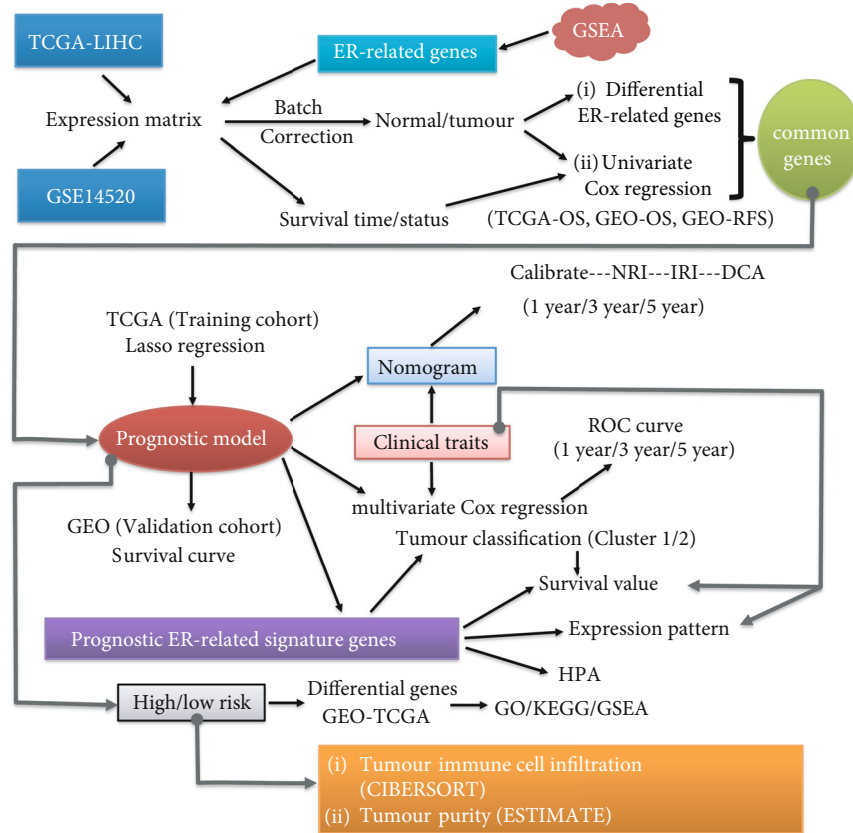 TCGA-LIHC
ER-related genes
GSEA
Expression matrix
Batch
Correction
Normal/tumour
(i) Differential
ER-related genes
common
genes
GSE14520
(ii) Univariate
Cox regression
Survival time/status
(TCGA-OS, GEO-OS, GEO-RFS)
Calibrate---NRI---IRI---DCA
(1 year/3 year/5 year)
TCGA (Training cohort)
Lasso regression
Nomogram
Prognostic model
Clinical traits
ROC curve
(1 year/3 year/5 year)
multivariate Cox regression
GEO (Validation cohort)
Survival curve
Tumour classification (Cluster 1/2)
Survival value
Prognostic ER-related signature genes
Expression pattern
HPA
High/low risk
Differential genes
GEO-TCGA
GO/KEGG/GSEA
(i) Tumour immune cell infiltration
(CIBERSORT)
(ii) Tumour purity (ESTIMATE)